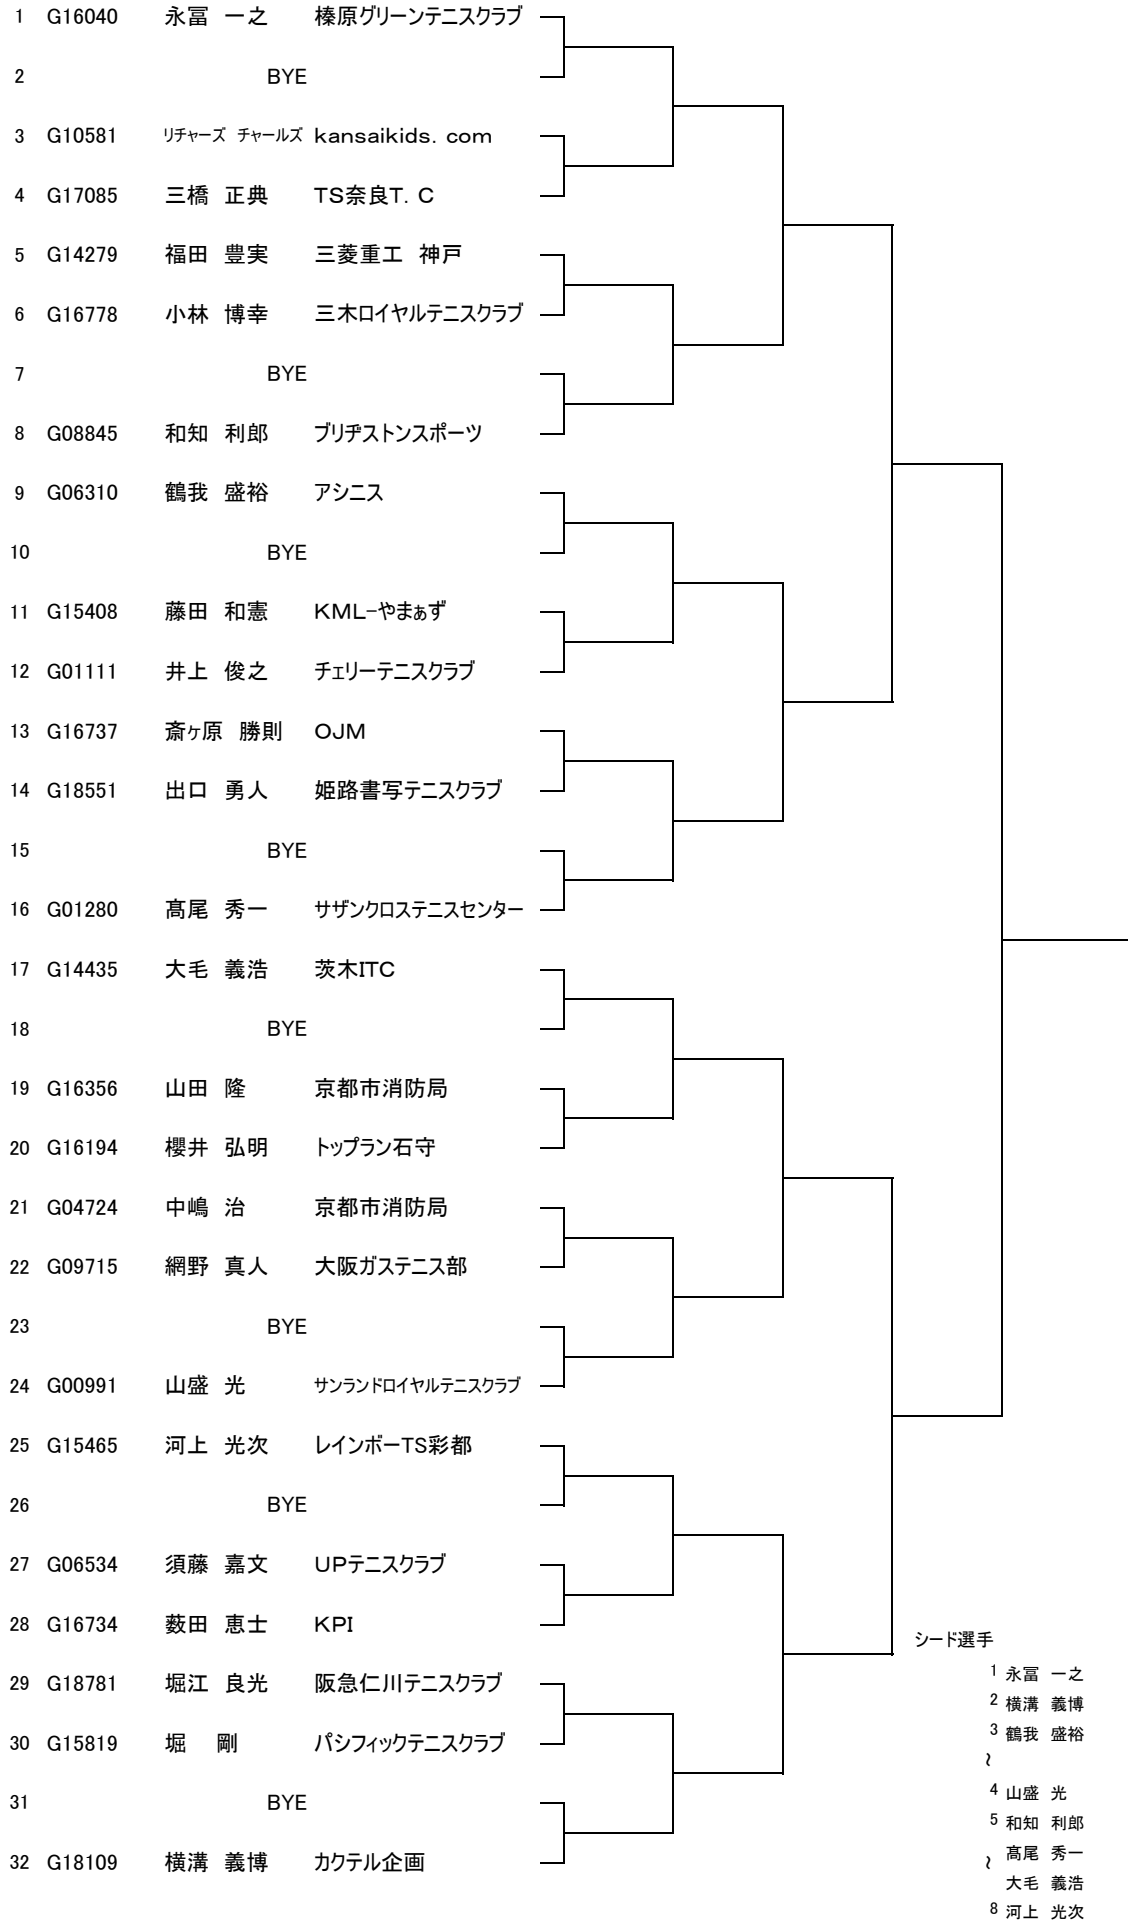 1 G16040 永冨 一之 榛原グリーンテニスクラブ
2 BYE
3 G10581 リチャーズ チャールズ kansaikids. com
4 G17085 三橋 正典 TS奈良T. C
5 G14279 福田 豊実 三菱重工 神戸
6 G16778 小林 博幸 三木ロイヤルテニスクラブ
7 BYE
8 G08845 和知 利郎 ブリヂストンスポーツ
9 G06310 鶴我 盛裕 アシニス
10 BYE
11 G15408 藤田 和憲 KML-やまぁず
12 G01111 井上 俊之 チェリーテニスクラブ
13 G16737 斎ヶ原 勝則 OJM
14 G18551 出口 勇人 姫路書写テニスクラブ
15 BYE
16 G01280 髙尾 秀一 サザンクロステニスセンター
17 G14435 大毛 義浩 茨木ITC
18 BYE
19 G16356 山田 隆 京都市消防局
20 G16194 櫻井 弘明 トップラン石守
21 G04724 中嶋 治 京都市消防局
22 G09715 網野 真人 大阪ガステニス部
23 BYE
24 G00991 山盛 光 サンランドロイヤルテニスクラブ
25 G15465 河上 光次 レインボーTS彩都
26 BYE
27 G06534 須藤 嘉文 UPテニスクラブ
28 G16734 薮田 恵士 KPI
29 G18781 堀江 良光 阪急仁川テニスクラブ
30 G15819 堀 剛 パシフィックテニスクラブ
31 BYE
32 G18109 横溝 義博 カクテル企画
シード選手
1 永冨 一之
2 横溝 義博
3 鶴我 盛裕
~
4 山盛 光
5 和知 利郎
~ 髙尾 秀一
大毛 義浩
8 河上 光次